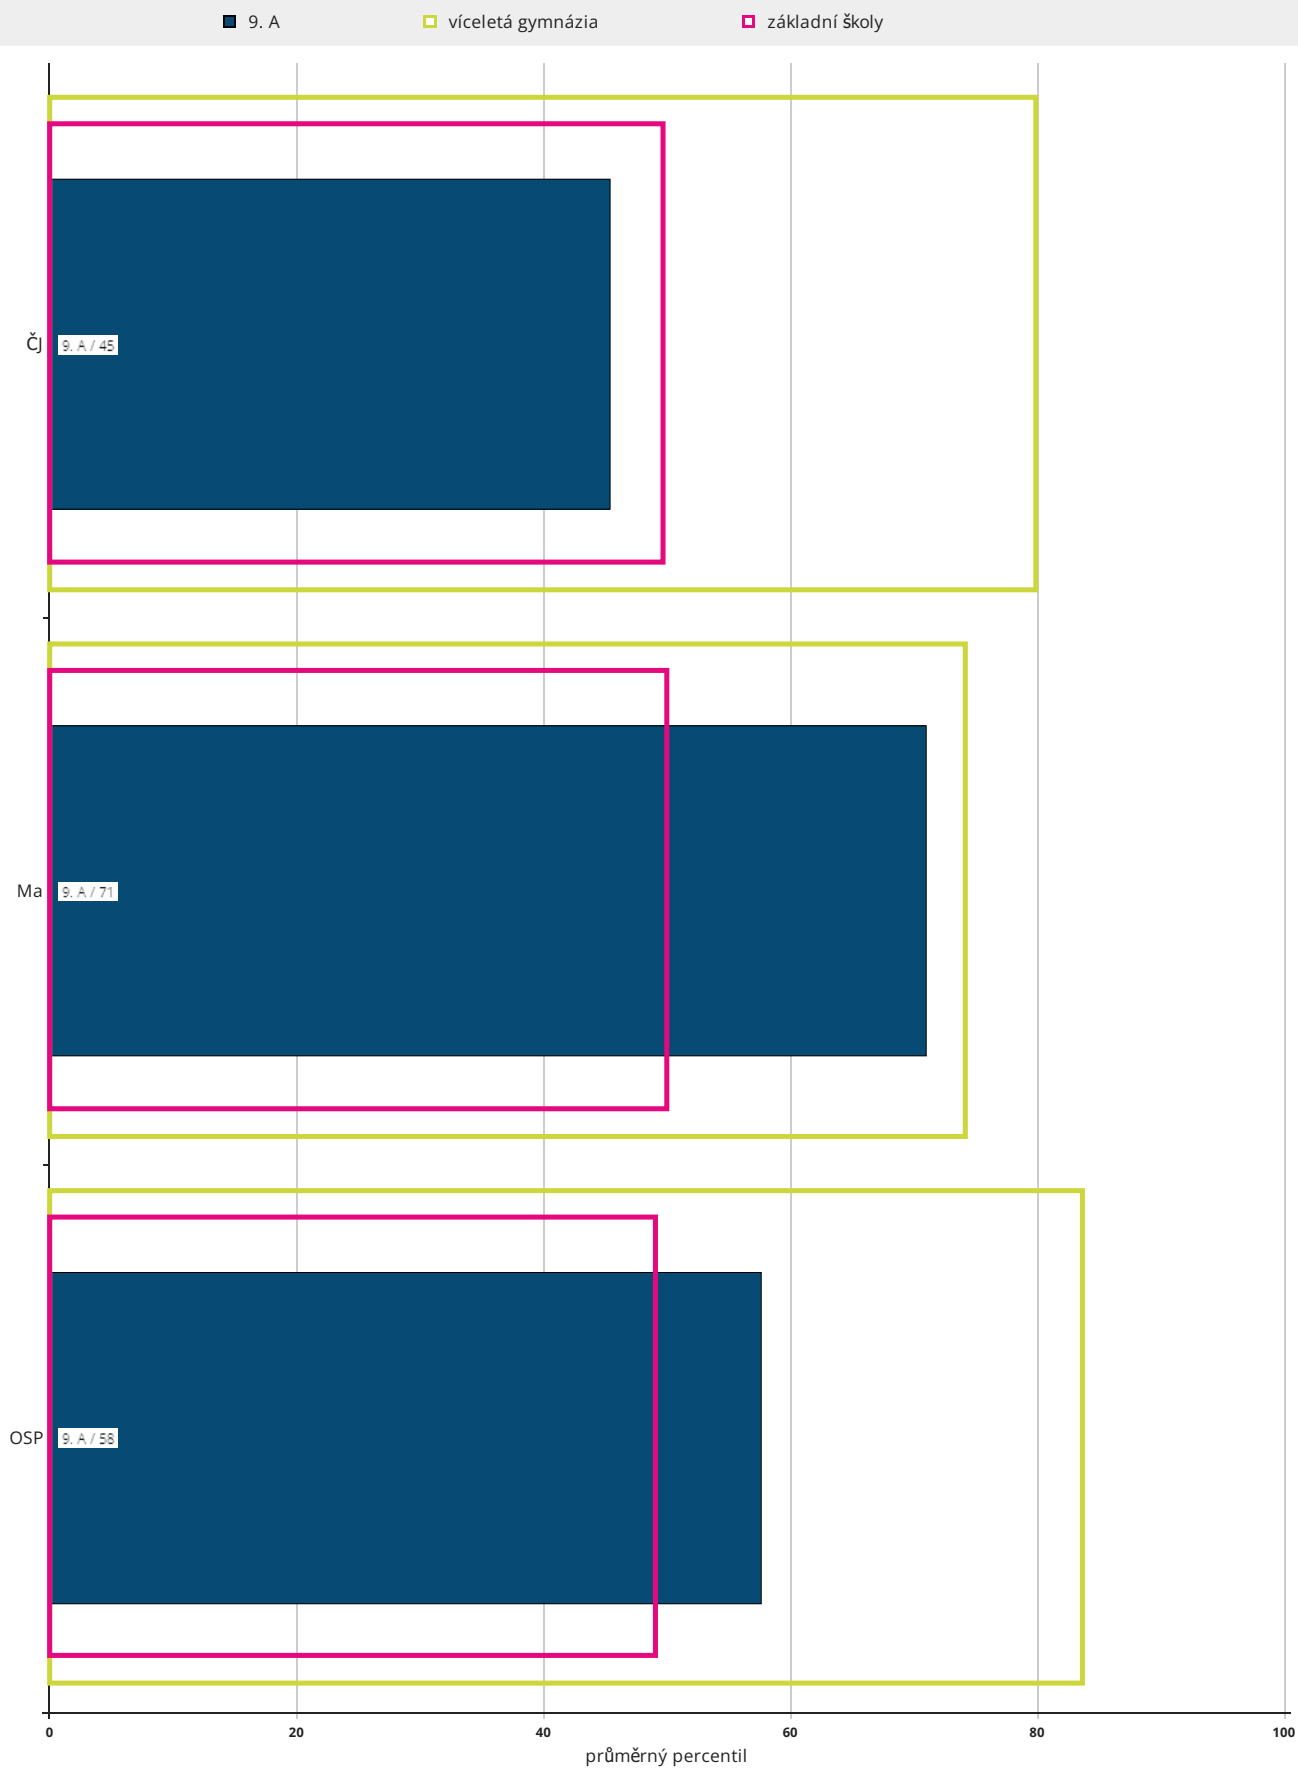 9. A víceletá gymnázia základní školy
ČJ
9. A / 45
Ma
9. A / 71
OSP
9. A / 58
0 20 40 60 80 100
průměrný percentil